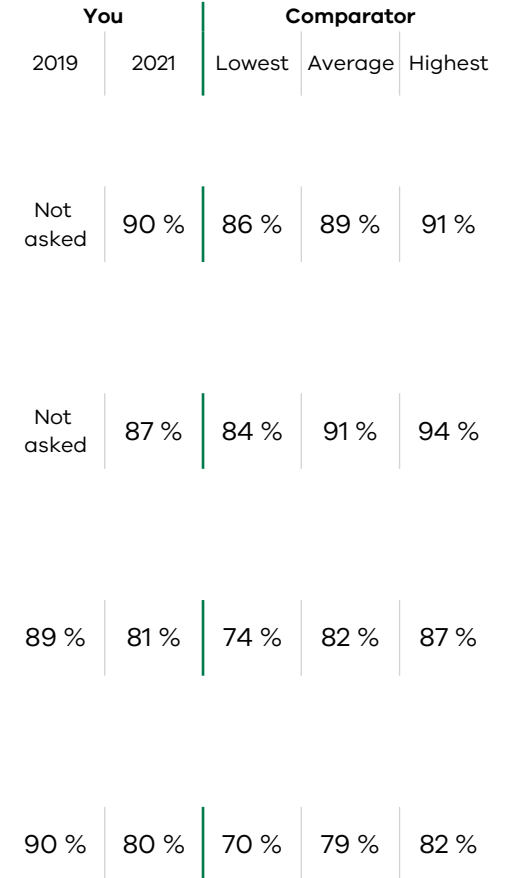 You Comparator
2019 2021 Lowest Average Highest
Not
asked 90 % 86 % 89 % 91 %
Not
asked 87 % 84 % 91 % 94 %
89 % 81 % 74 % 82 % 87 %
90 % 80 % 70 % 79 % 82 %